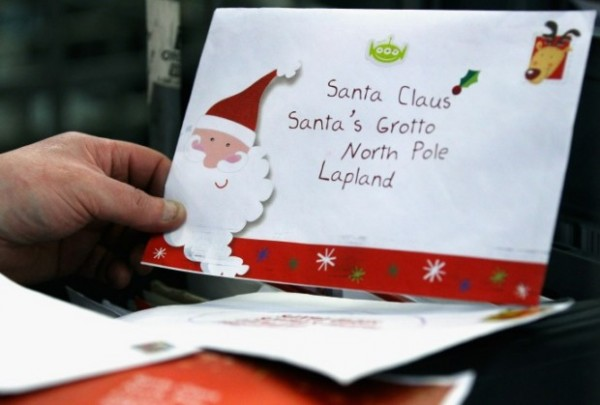 Santa Claus
Santa's Grotto
North Pole
Lapland